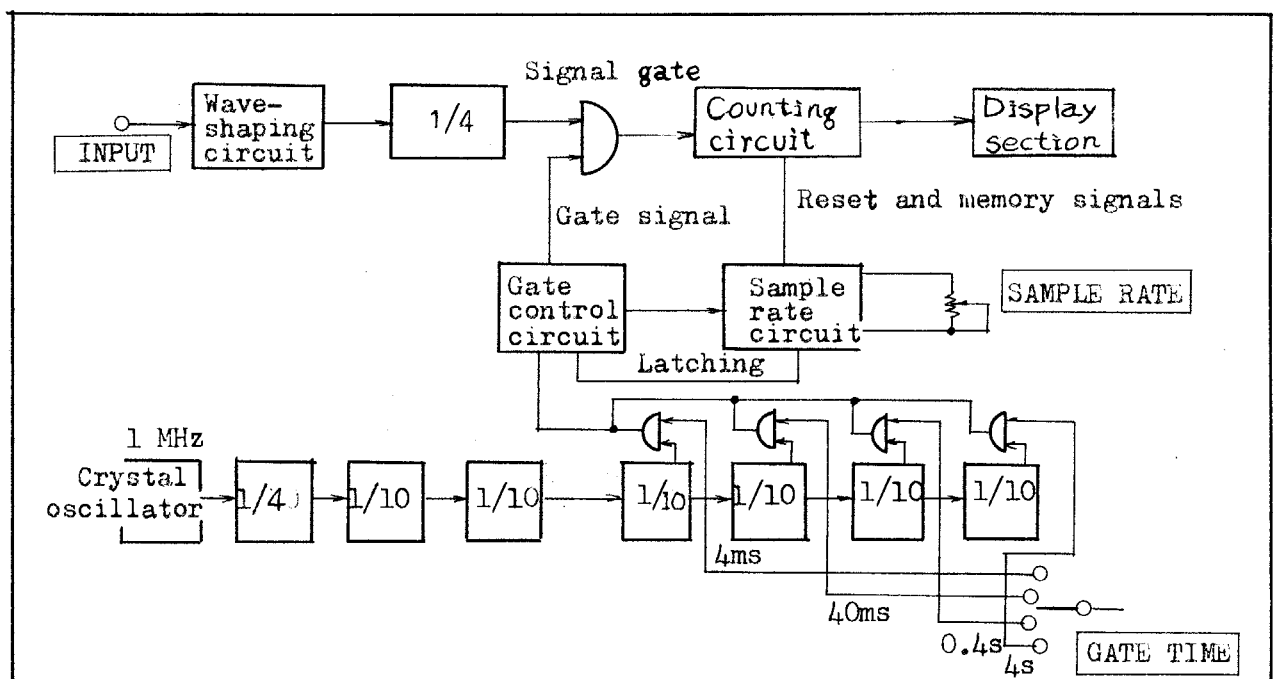 Signal gate
INPUT
Wave-
shaping
circuit
1/4
Counting
circuit
Display
section
Gate signal
Reset and memory signals
Gate
control
circuit
Sample
rate
circuit
SAMPLE RATE
Latching
1 MHz
Crystal
oscillator
1/4
1/10
1/10
1/10
1/10
1/10
1/10
4ms
40ms
0.4s
4s
GATE TIME